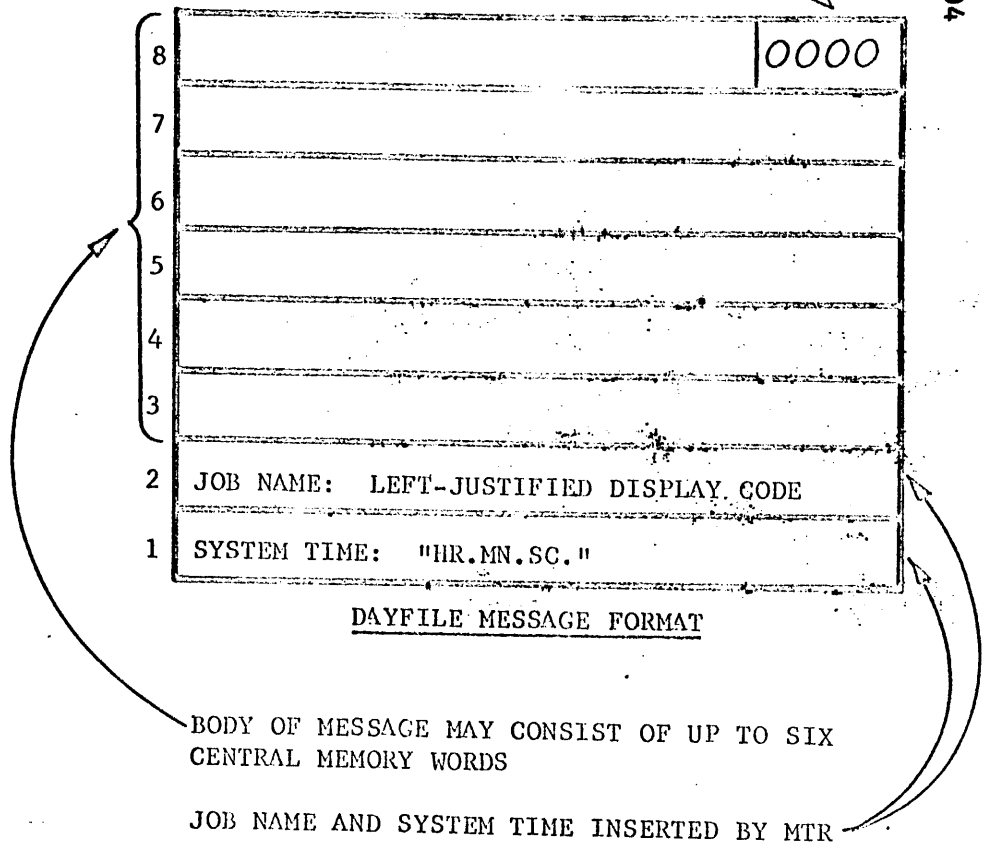 04
8 0000
7
6
5
4
3
2 JOB NAME: LEFT-JUSTIFIED DISPLAY CODE
1 SYSTEM TIME: "HR.MN.SC."
DAYFILE MESSAGE FORMAT
BODY OF MESSAGE MAY CONSIST OF UP TO SIX
CENTRAL MEMORY WORDS
JOB NAME AND SYSTEM TIME INSERTED BY MTR